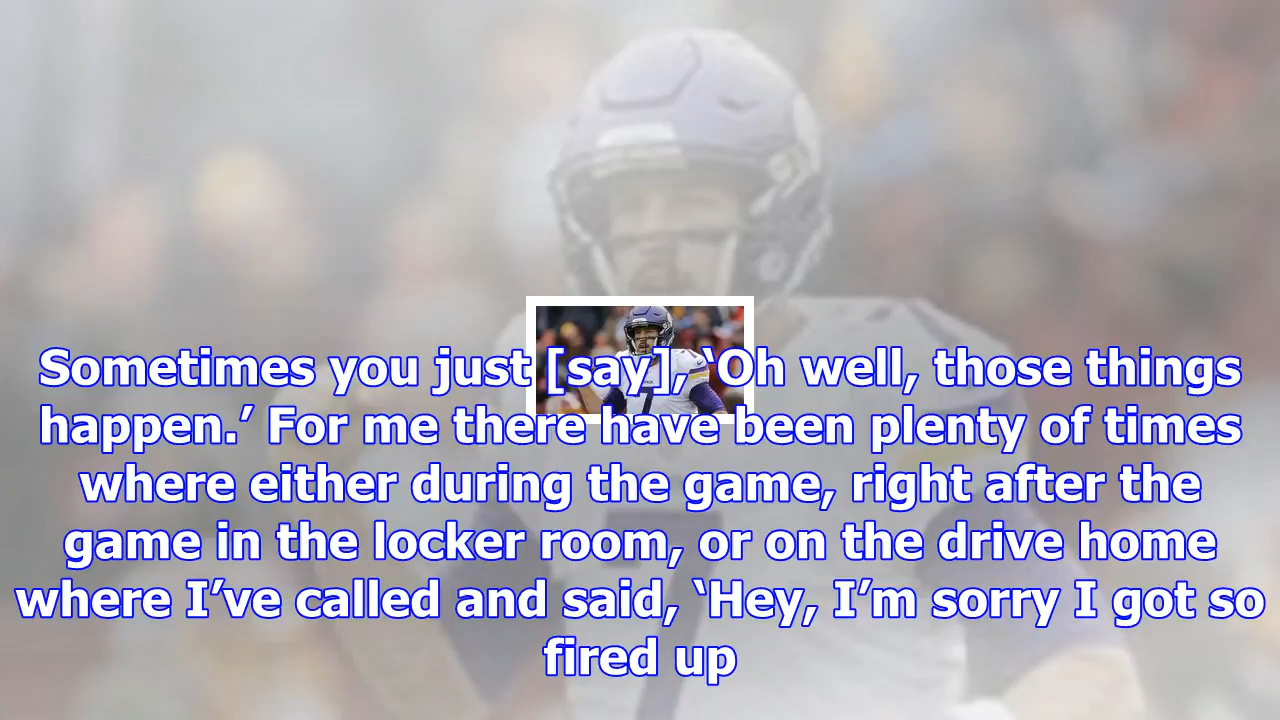 Sometimes you just [say], ‘Oh well, those things
happen.’ For me there have been plenty of times
where either during the game, right after the
game in the locker room, or on the drive home
where I’ve called and said, ‘Hey, I’m sorry I got so
fired up
7